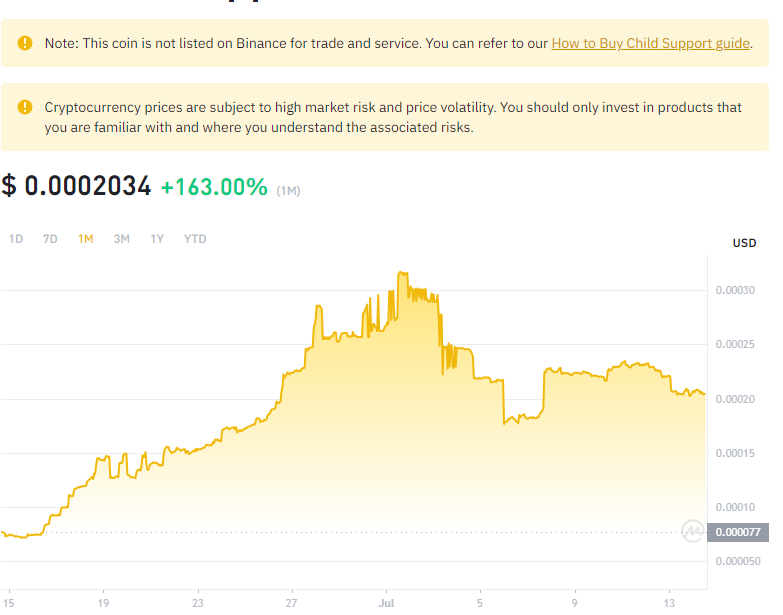 Note: This coin is not listed on Binance for trade and service. You can refer to our How to Buy Child Support guide.
Cryptocurrency prices are subject to high market risk and price volatility. You should only invest in products that
you are familiar with and where you understand the associated risks.
$ 0.0002034 +163.00% (1M)
1D 7D 1M 3M 1Y YTD
USD
0.00030
0.00025
0.00020
0.00015
0.00010
0.000077
0.000050
15 19 23 27 Jul 5 9 13